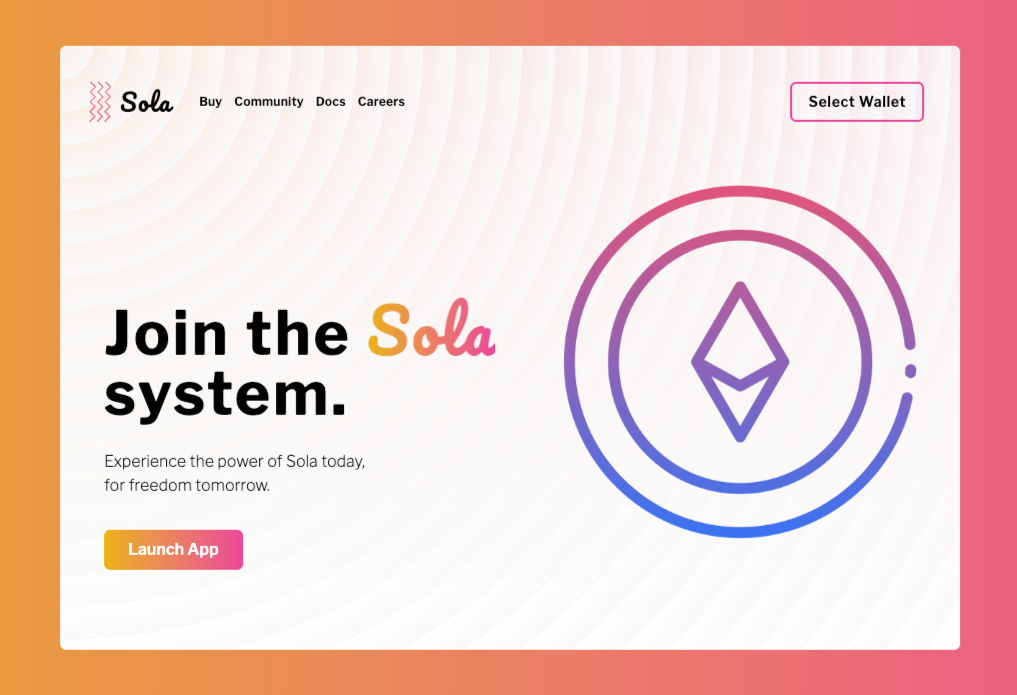 Sola
Buy Community Docs Careers
Select Wallet
Join the Sola
system.
Experience the power of Sola today,
for freedom tomorrow.
Launch App